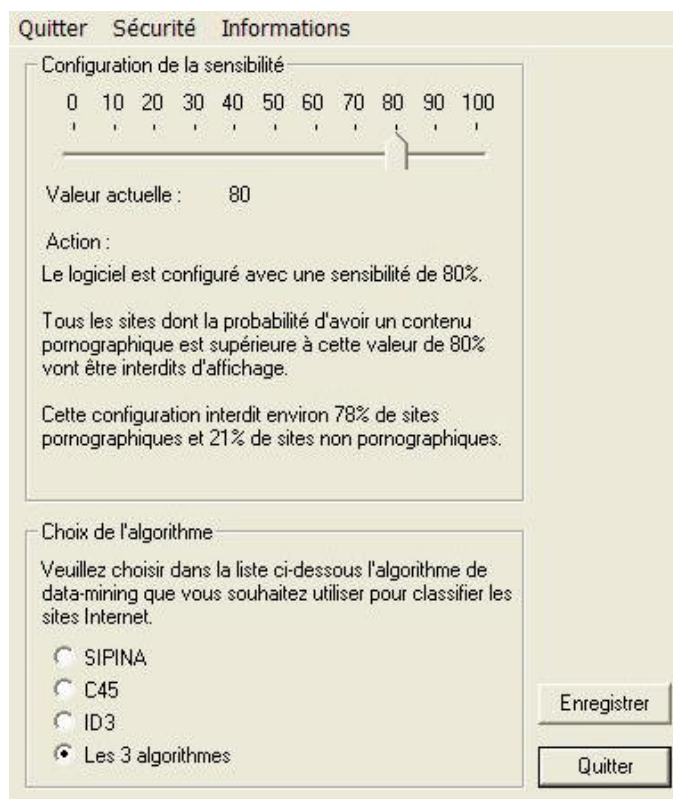 Quitter Sécurité Informations
Configuration de la sensibilité
0 10 20 30 40 50 60 70 80 90 100
Valeur actuelle : 80
Action :
Le logiciel est configuré avec une sensibilité de 80%.
Tous les sites dont la probabilité d'avoir un contenu
pornographique est supérieure à cette valeur de 80%
vont être interdits d'affichage.
Cette configuration interdit environ 78% de sites
pornographiques et 21% de sites non pornographiques.
Choix de l'algorithme
Veuillez choisir dans la liste ci-dessous l'algorithme de
data-mining que vous souhaitez utiliser pour classifier les
sites Internet.
SIPINA
C45
ID3
Les 3 algorithmes
Enregistrer
Quitter